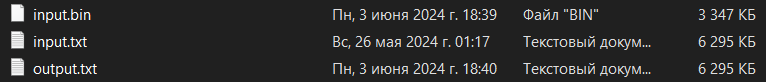 input.bin Пн, 3 июня 2024 г. 18:39 Файл "BIN" 3 347 КБ
input.txt Вс, 26 мая 2024 г. 01:17 Текстовый докум... 6 295 КБ
output.txt Пн, 3 июня 2024 г. 18:40 Текстовый докум... 6 295 КБ